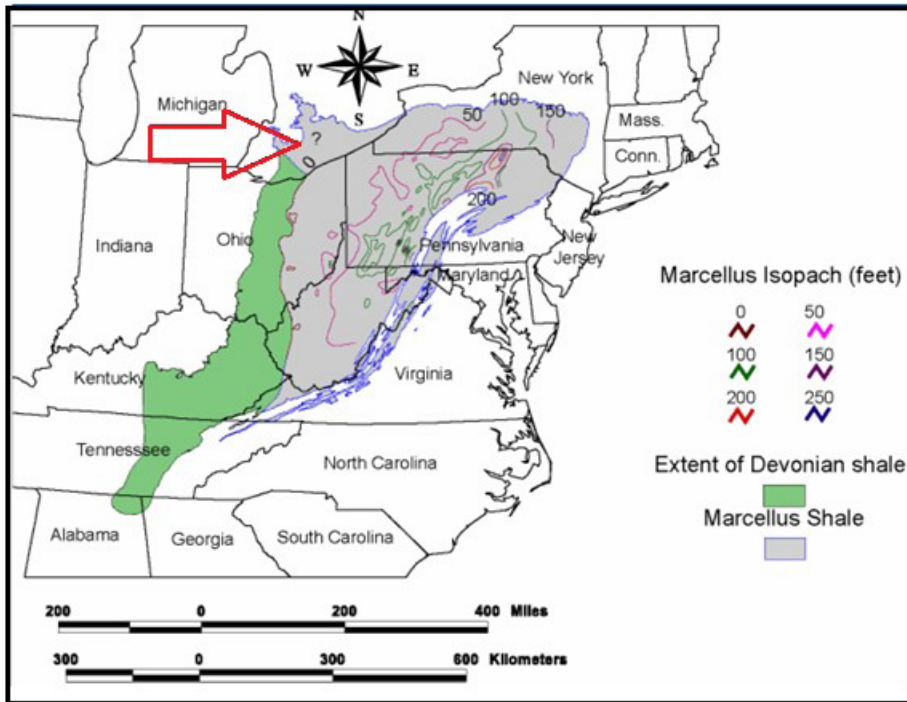 N
W
E
S
New York
100
50
150
Michigan
?
0
Mass.
Conn.
200
Indiana
Ohio
Pennsylvania
New
Jersey
Maryland
Marcellus Isopach (feet)
0
50
100
150
200
250
Kentucky
Virginia
Tennesssee
North Carolina
Extent of Devonian shale
Marcellus Shale
Alabama
Georgia
South Carolina
200 0 200 400 Miles
300 0 300 600 Kilometers